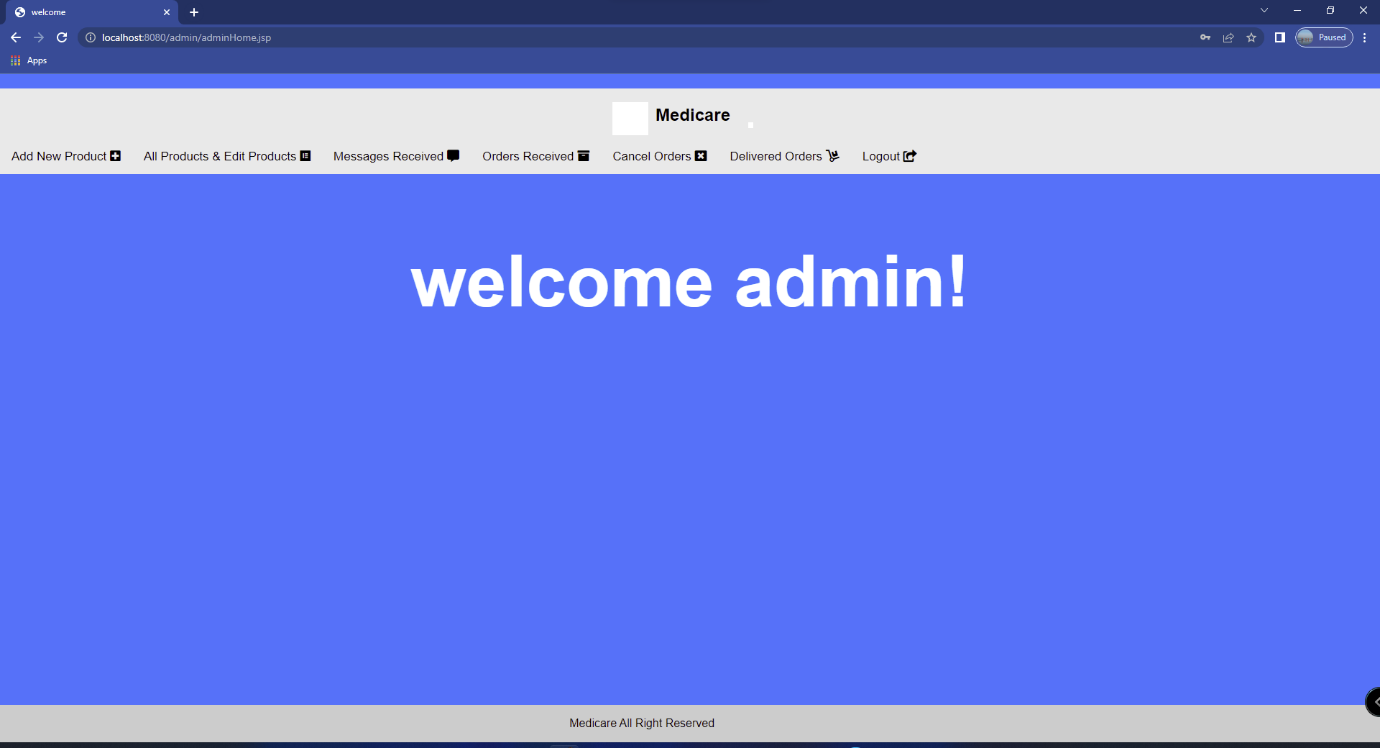 welcome
localhost:8080/admin/adminHome.jsp
Paused
Apps
Medicare
Add New Product All Products & Edit Products Messages Received Orders Received Cancel Orders Delivered Orders Logout
welcome admin!
Medicare All Right Reserved